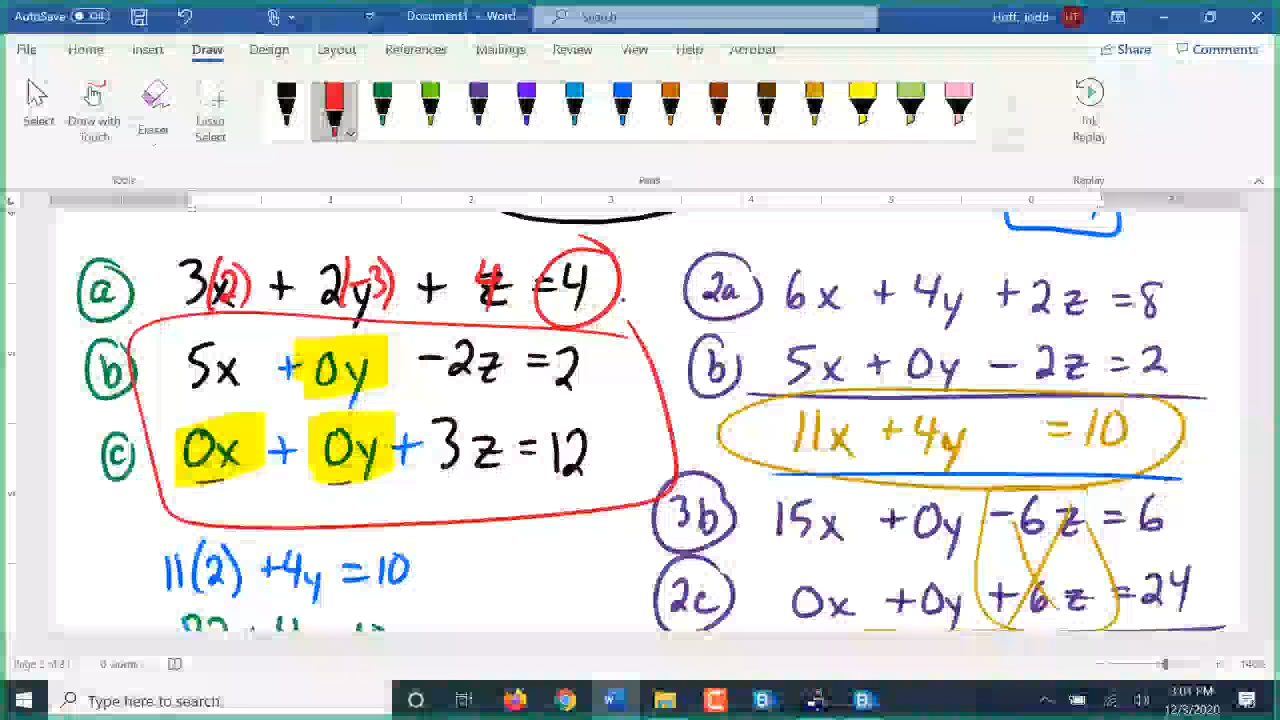 AutoSave Off Document1 - Word Search
File Home Insert Draw Design Layout References Mailings Review View Help Acrobat Share Comments
Select Draw with Touch Eraser Lasso Select Ink Replay
Tools Pens Replay
a 3x(2) + 2(y3) + z = 4
b 5x + 0y - 2z = 2
c 0x + 0y + 3z = 12
11(2) + 4y = 10
2a 6x + 4y + 2z = 8
b 5x + 0y - 2z = 2
11x + 4y = 10
3b 15x + 0y - 6z = 6
2c 0x + 0y + 6z = 24
Type here to search
3:01 PM
12/3/2020